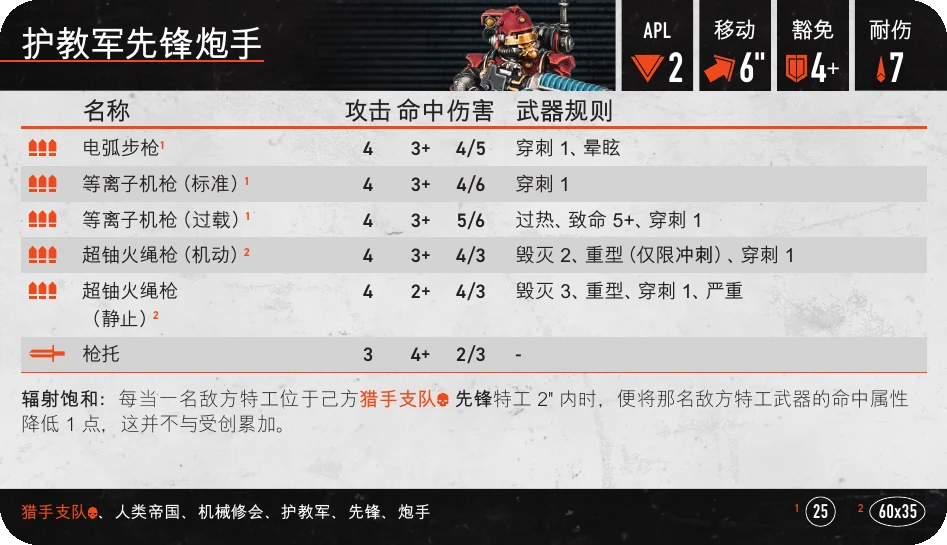 护教军先锋炮手
APL 移动 豁免 耐伤
2 6" 4+ 7
名称 攻击 命中 伤害 武器规则
电弧步枪¹ 4 3+ 4/5 穿刺 1、晕眩
等离子机枪（标准）¹ 4 3+ 4/6 穿刺 1
等离子机枪（过载）¹ 4 3+ 5/6 过热、致命 5+、穿刺 1
超铀火绳枪（机动）² 4 3+ 4/3 毁灭 2、重型（仅限冲刺）、穿刺 1
超铀火绳枪 4 2+ 4/3 毁灭 3、重型、穿刺 1、严重
（静止）²
枪托 3 4+ 2/3 -
辐射饱和：每当一名敌方特工位于己方猎手支队 先锋特工 2" 内时，便将那名敌方特工武器的命中属性
降低 1 点，这并不与受创累加。
猎手支队、人类帝国、机械修会、护教军、先锋、炮手
¹ 25 ² 60x35